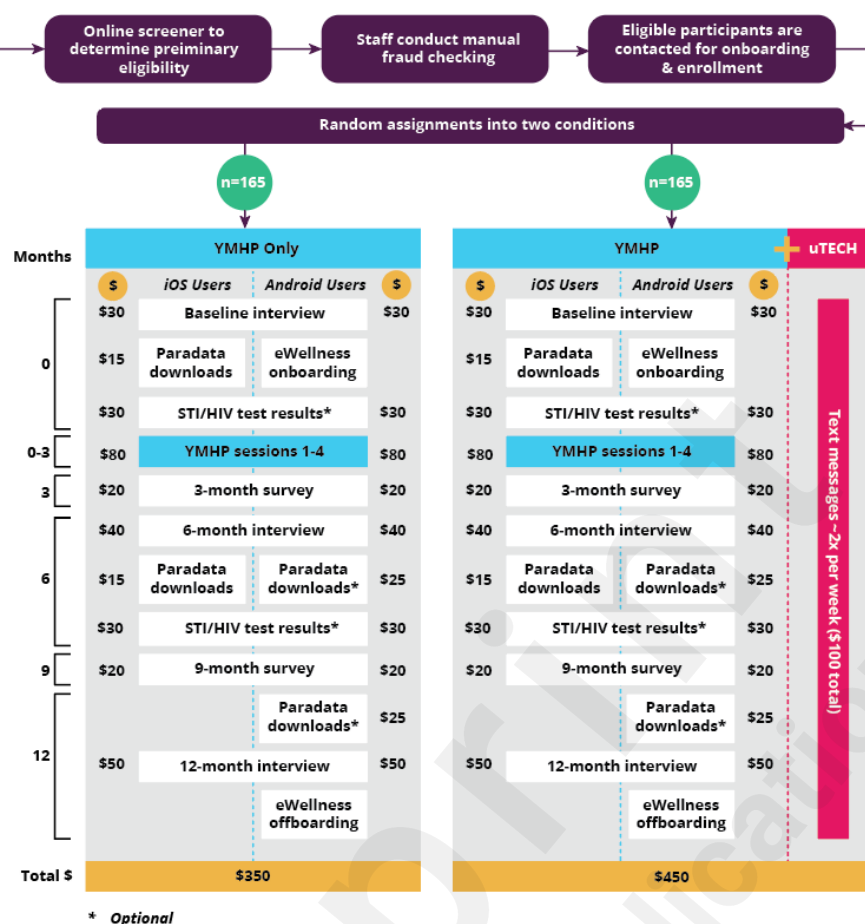 Online screener to
determine preiminary
eligibility
Staff conduct manual
fraud checking
Eligible participants are
contacted for onboarding
& enrollment
Random assignments into two conditions
n=165
n=165
Months
YMHP Only
YMHP
+ uTECH
$ iOS Users Android Users $
$ iOS Users Android Users $
0
$30 Baseline interview $30
$30 Baseline interview $30
$15 Paradata
downloads
eWellness
onboarding
$15 Paradata
downloads
eWellness
onboarding
$30 STI/HIV test results* $30
$30 STI/HIV test results* $30
0-3 $80 YMHP sessions 1-4 $80
$80 YMHP sessions 1-4 $80
3 $20 3-month survey $20
$20 3-month survey $20
6
$40 6-month interview $40
$40 6-month interview $40
$15 Paradata
downloads
Paradata
downloads*
$25
$15 Paradata
downloads
Paradata
downloads*
$25
$30 STI/HIV test results* $30
$30 STI/HIV test results* $30
9 $20 9-month survey $20
$20 9-month survey $20
12
Paradata
downloads*
$25
Paradata
downloads*
$25
$50 12-month interview $50
$50 12-month interview $50
eWellness
offboarding
eWellness
offboarding
Text messages ~2x per week ($100 total)
Total $ $350 $450
* Optional